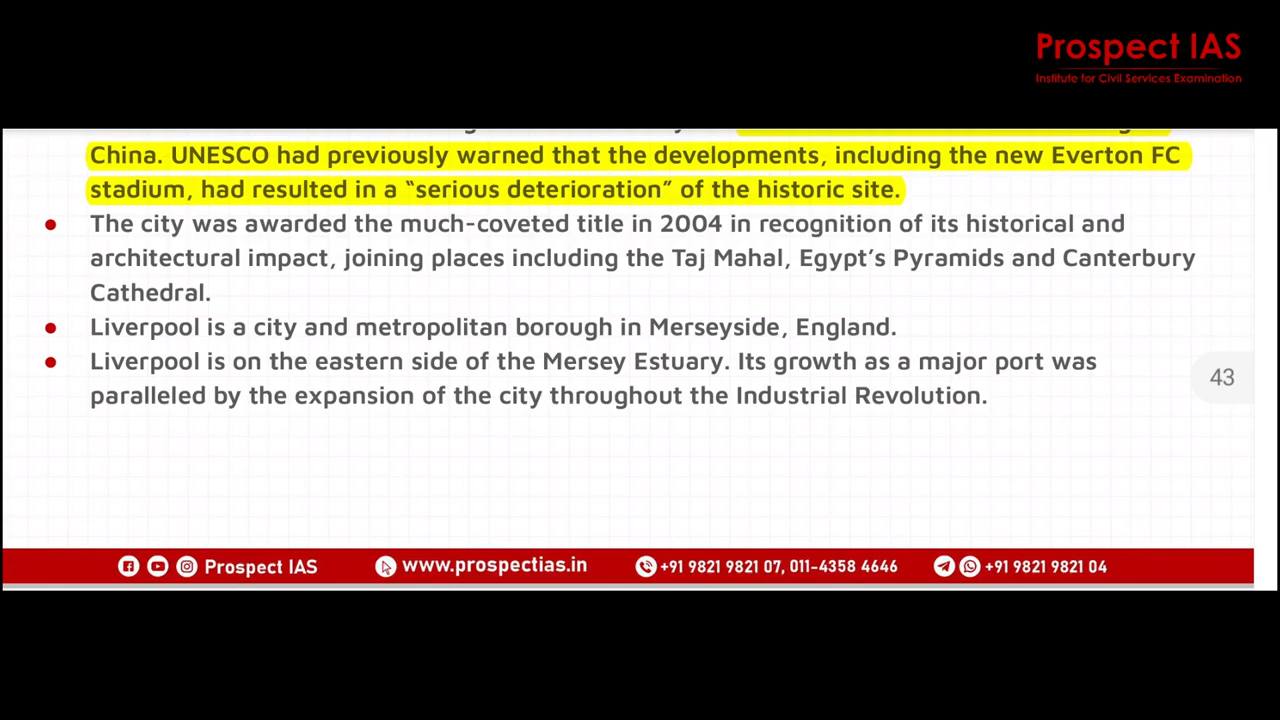 Prospect IAS
Institute for Civil Services Examination
China. UNESCO had previously warned that the developments, including the new Everton FC
stadium, had resulted in a “serious deterioration” of the historic site.
● The city was awarded the much-coveted title in 2004 in recognition of its historical and
architectural impact, joining places including the Taj Mahal, Egypt’s Pyramids and Canterbury
Cathedral.
● Liverpool is a city and metropolitan borough in Merseyside, England.
● Liverpool is on the eastern side of the Mersey Estuary. Its growth as a major port was
paralleled by the expansion of the city throughout the Industrial Revolution.
43
Prospect IAS www.prospectias.in +91 9821 9821 07, 011-4358 4646 +91 9821 9821 04